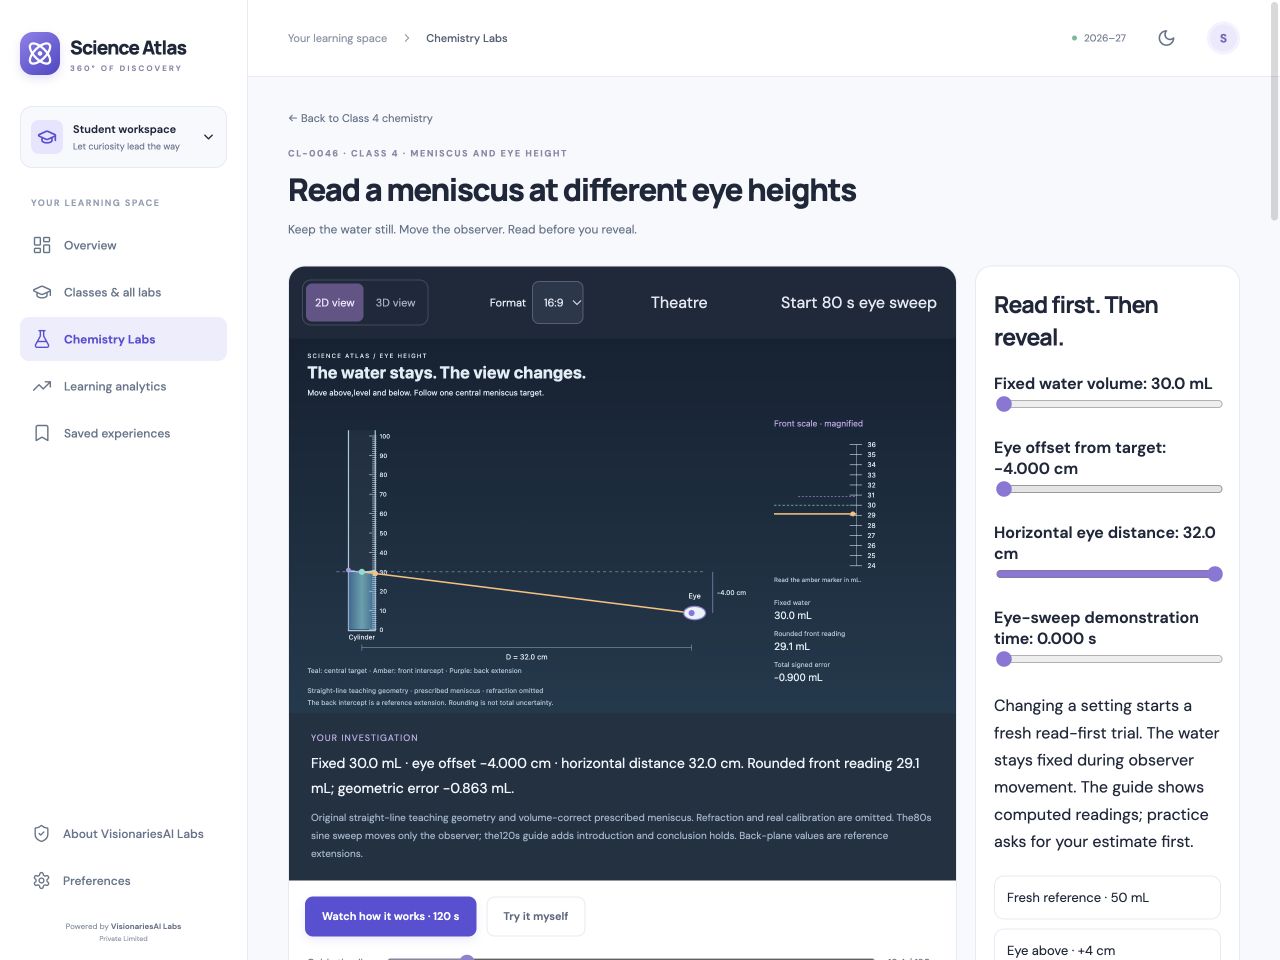 Science Atlas
360° OF DISCOVERY
Student workspace
Let curiosity lead the way
YOUR LEARNING SPACE
Overview
Classes & all labs
Chemistry Labs
Learning analytics
Saved experiences
About VisionariesAI Labs
Preferences
Powered by VisionariesAI Labs
Private Limited
Your learning space
Chemistry Labs
2026–27
S
← Back to Class 4 chemistry
CL-0046 · CLASS 4 · MENISCUS AND EYE HEIGHT
Read a meniscus at different eye heights
Keep the water still. Move the observer. Read before you reveal.
2D view
3D view
Format
16:9
Theatre
Start 80 s eye sweep
SCIENCE ATLAS / EYE HEIGHT
The water stays. The view changes.
Move above,level and below. Follow one central meniscus target.
100
90
80
70
60
50
40
30
20
10
0
Cylinder
Eye
-4.00 cm
D = 32.0 cm
Teal: central target · Amber: front intercept · Purple: back extension
Straight-line teaching geometry · prescribed meniscus · refraction omitted
The back intercept is a reference extension. Rounding is not total uncertainty.
Front scale · magnified
36
35
34
33
32
31
30
29
28
27
26
25
24
Read the amber marker in mL.
Fixed water
30.0 mL
Rounded front reading
29.1 mL
Total signed error
-0.900 mL
YOUR INVESTIGATION
Fixed 30.0 mL · eye offset -4.000 cm · horizontal distance 32.0 cm. Rounded front reading 29.1
mL; geometric error -0.863 mL.
Original straight-line teaching geometry and volume-correct prescribed meniscus. Refraction and real calibration are omitted. The80s
sine sweep moves only the observer; the120s guide adds introduction and conclusion holds. Back-plane values are reference
extensions.
Watch how it works · 120 s
Try it myself
Read first. Then
reveal.
Fixed water volume: 30.0 mL
Eye offset from target:
-4.000 cm
Horizontal eye distance: 32.0
cm
Eye-sweep demonstration
time: 0.000 s
Changing a setting starts a
fresh read-first trial. The water
stays fixed during observer
movement. The guide shows
computed readings; practice
asks for your estimate first.
Fresh reference · 50 mL
Eye above · +4 cm